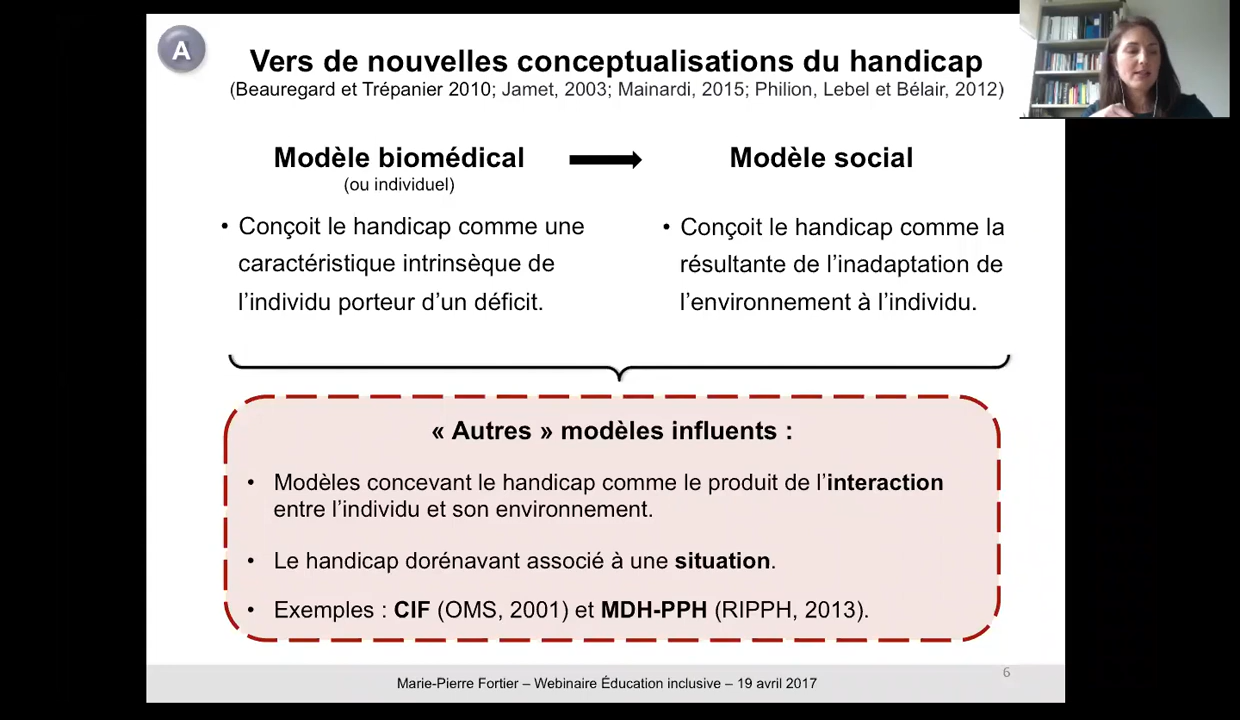 A
Vers de nouvelles conceptualisations du handicap
(Beauregard et Trépanier 2010; Jamet, 2003; Mainardi, 2015; Philion, Lebel et Bélair, 2012)
Modèle biomédical
(ou individuel)
• Conçoit le handicap comme une
caractéristique intrinsèque de
l’individu porteur d’un déficit.
Modèle social
• Conçoit le handicap comme la
résultante de l’inadaptation de
l’environnement à l’individu.
« Autres » modèles influents :
• Modèles concevant le handicap comme le produit de l’interaction
entre l’individu et son environnement.
• Le handicap dorénavant associé à une situation.
• Exemples : CIF (OMS, 2001) et MDH-PPH (RIPPH, 2013).
6
Marie-Pierre Fortier – Webinaire Éducation inclusive – 19 avril 2017